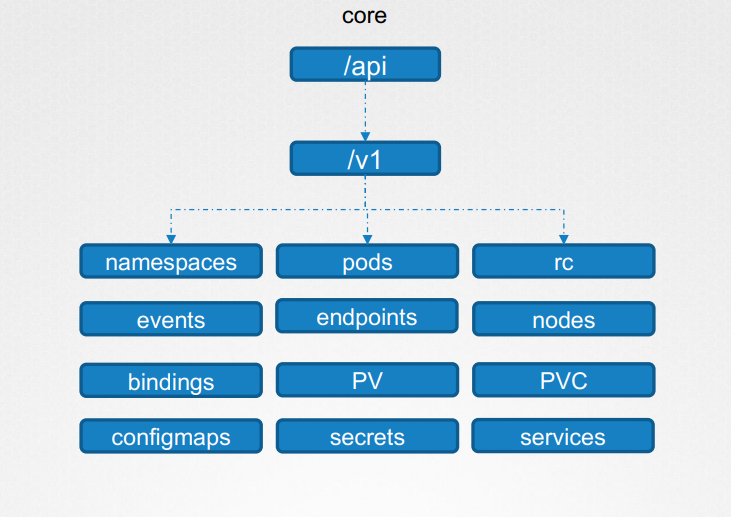 core
/api
/v1
namespaces
pods
rc
events
endpoints
nodes
bindings
PV
PVC
configmaps
secrets
services